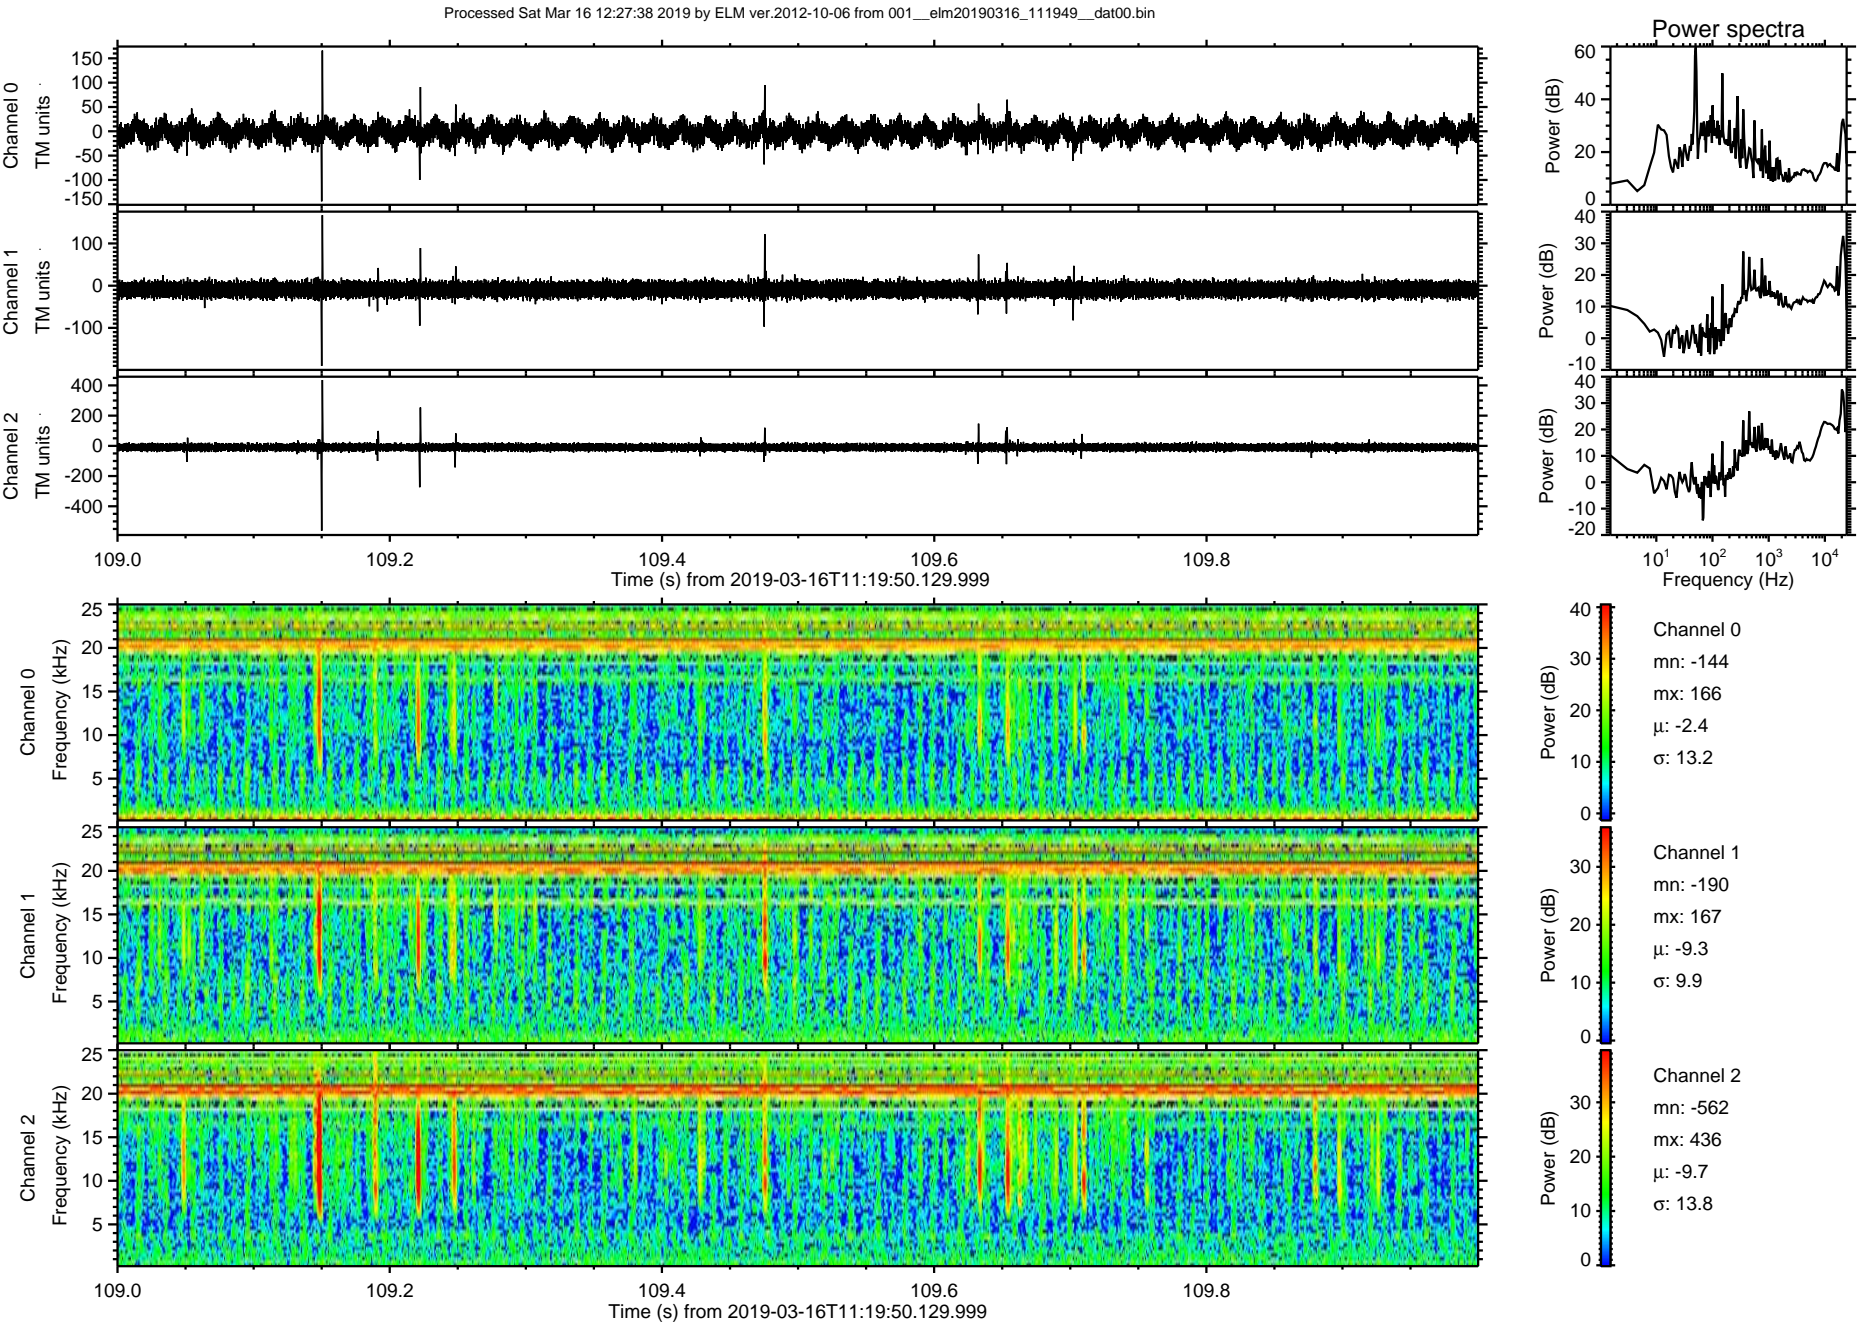 Processed Sat Mar 16 12:27:38 2019 by ELM ver.2012-10-06 from 001__elm20190316_111949__dat00.bin
Power spectra
Channel 0
TM units
150
100
50
0
-50
-100
-150
Power (dB)
60
40
20
0
Channel 1
TM units
100
0
-100
Power (dB)
40
30
20
10
0
-10
Channel 2
TM units
400
200
0
-200
-400
Power (dB)
40
30
20
10
0
-10
-20
109.0 109.2 109.4 109.6 109.8
Time (s) from 2019-03-16T11:19:50.129.999
10^1 10^2 10^3 10^4
Frequency (Hz)
Channel 0
Frequency (kHz)
25
20
15
10
5
Power (dB)
40
30
20
10
0
Channel 0
mn: -144
mx: 166
μ: -2.4
σ: 13.2
Channel 1
Frequency (kHz)
25
20
15
10
5
Power (dB)
30
20
10
0
Channel 1
mn: -190
mx: 167
μ: -9.3
σ: 9.9
Channel 2
Frequency (kHz)
25
20
15
10
5
Power (dB)
30
20
10
0
Channel 2
mn: -562
mx: 436
μ: -9.7
σ: 13.8
109.0 109.2 109.4 109.6 109.8
Time (s) from 2019-03-16T11:19:50.129.999